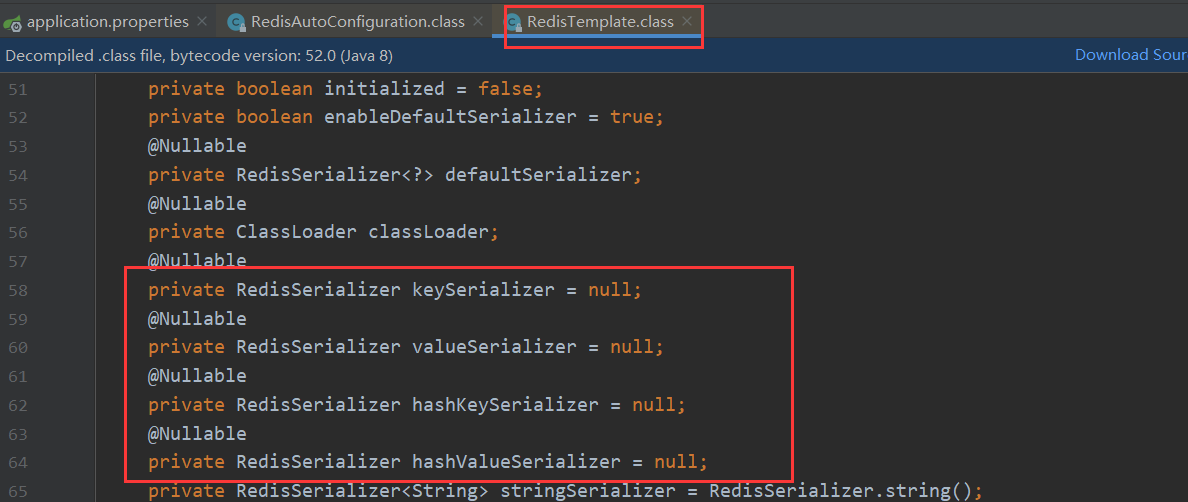 application.properties RedisAutoConfiguration.class RedisTemplate.class
Decompiled .class file, bytecode version: 52.0 (Java 8) Download Sour
51 private boolean initialized = false;
52 private boolean enableDefaultSerializer = true;
53 @Nullable
54 private RedisSerializer<?> defaultSerializer;
55 @Nullable
56 private ClassLoader classLoader;
57 @Nullable
58 private RedisSerializer keySerializer = null;
59 @Nullable
60 private RedisSerializer valueSerializer = null;
61 @Nullable
62 private RedisSerializer hashKeySerializer = null;
63 @Nullable
64 private RedisSerializer hashValueSerializer = null;
65 private RedisSerializer<String> stringSerializer = RedisSerializer.string();